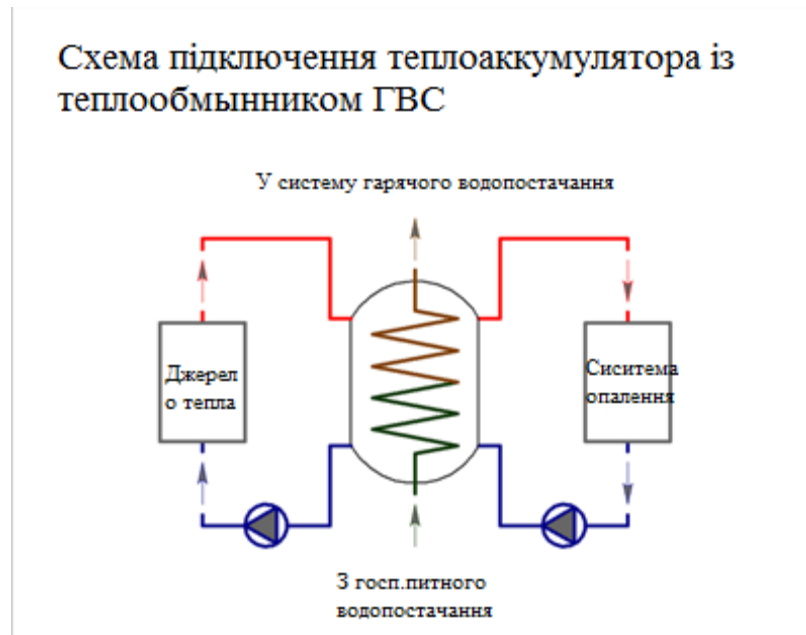 Схема підключення теплоаккумулятора із
теплообмынником ГВС
У систему гарячого водопостачання
Джерел
о тепла
Сиситема
опалення
З госп.питного
водопостачання